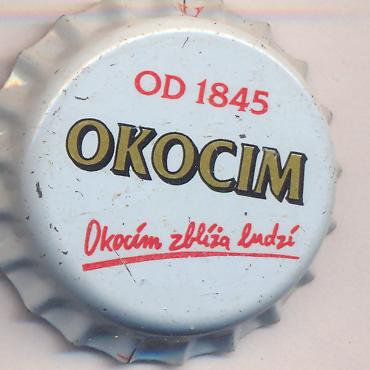 OD 1845
OKOCIM
Okocim zbliża ludzi